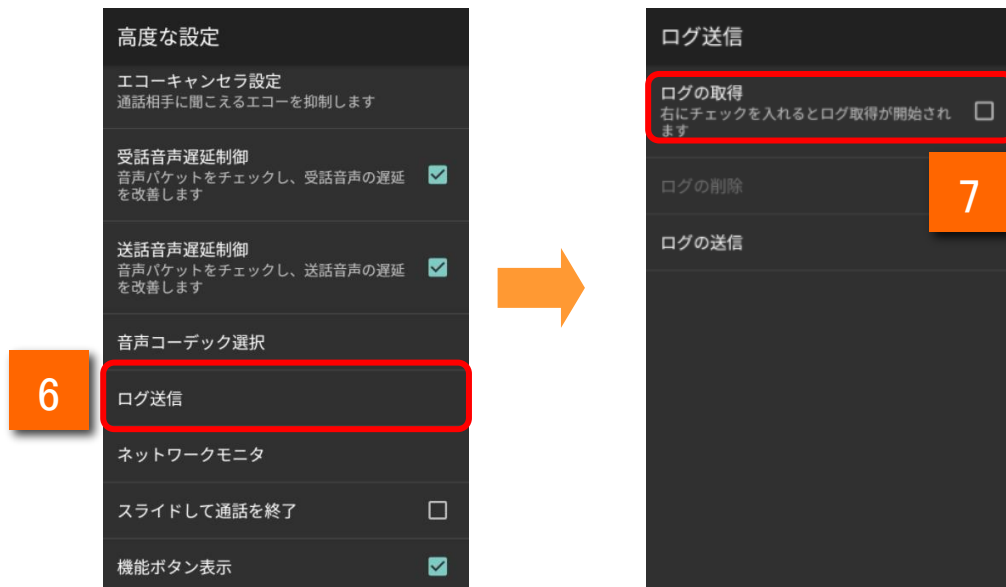 高度な設定
エコーキャンセラ設定
通話相手に聞こえるエコーを抑制します
受話音声遅延制御
音声パケットをチェックし、受話音声の遅延
を改善します
送話音声遅延制御
音声パケットをチェックし、送話音声の遅延
を改善します
音声コーデック選択
6
ログ送信
ネットワークモニタ
スライドして通話を終了
機能ボタン表示
ログ送信
ログの取得
右にチェックを入れるとログ取得が開始され
ます
7
ログの削除
ログの送信